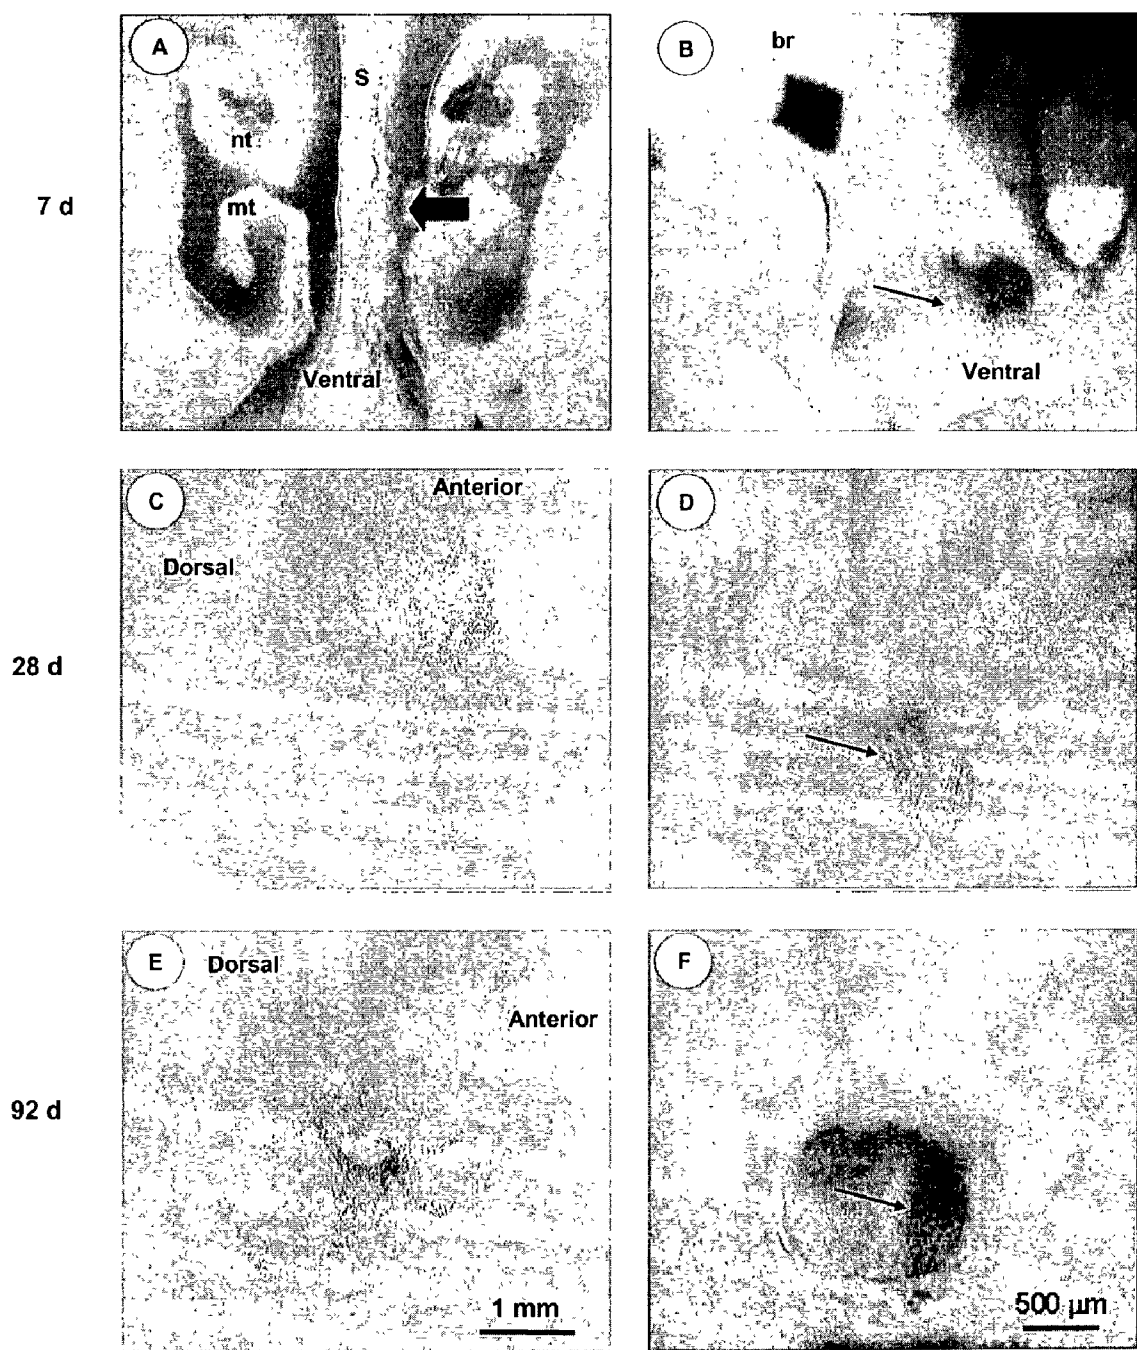 A
S
nt
mt
Ventral
7 d
B
br
Ventral
C
Anterior
Dorsal
28 d
D
E
Dorsal
Anterior
92 d
1 mm
F
500 μm